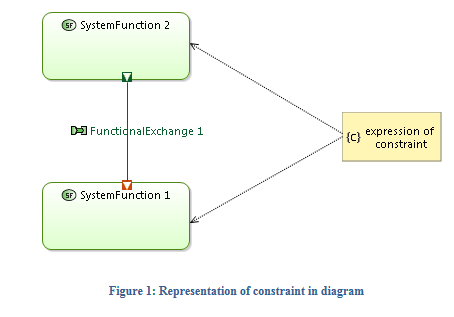 SF SystemFunction 2
FunctionalExchange 1
{c} expression of
constraint
SF SystemFunction 1
Figure 1: Representation of constraint in diagram